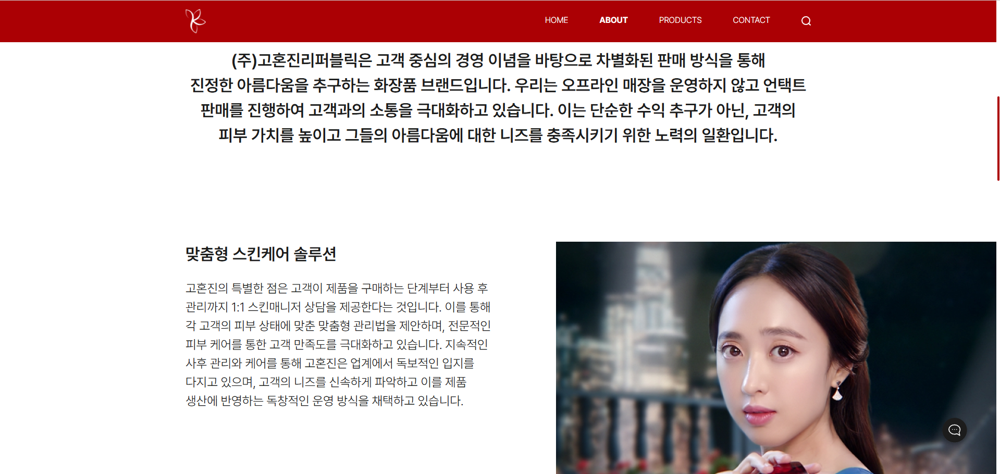 HOME ABOUT PRODUCTS CONTACT
(주)고혼진리퍼블릭은 고객 중심의 경영 이념을 바탕으로 차별화된 판매 방식을 통해
진정한 아름다움을 추구하는 화장품 브랜드입니다. 우리는 오프라인 매장을 운영하지 않고 언택트
판매를 진행하여 고객과의 소통을 극대화하고 있습니다. 이는 단순한 수익 추구가 아닌, 고객의
피부 가치를 높이고 그들의 아름다움에 대한 니즈를 충족시키기 위한 노력의 일환입니다.
맞춤형 스킨케어 솔루션
고혼진의 특별한 점은 고객이 제품을 구매하는 단계부터 사용 후
관리까지 1:1 스킨매니저 상담을 제공한다는 것입니다. 이를 통해
각 고객의 피부 상태에 맞춘 맞춤형 관리법을 제안하며, 전문적인
피부 케어를 통한 고객 만족도를 극대화하고 있습니다. 지속적인
사후 관리와 케어를 통해 고혼진은 업계에서 독보적인 입지를
다지고 있으며, 고객의 니즈를 신속하게 파악하고 이를 제품
생산에 반영하는 독창적인 운영 방식을 채택하고 있습니다.